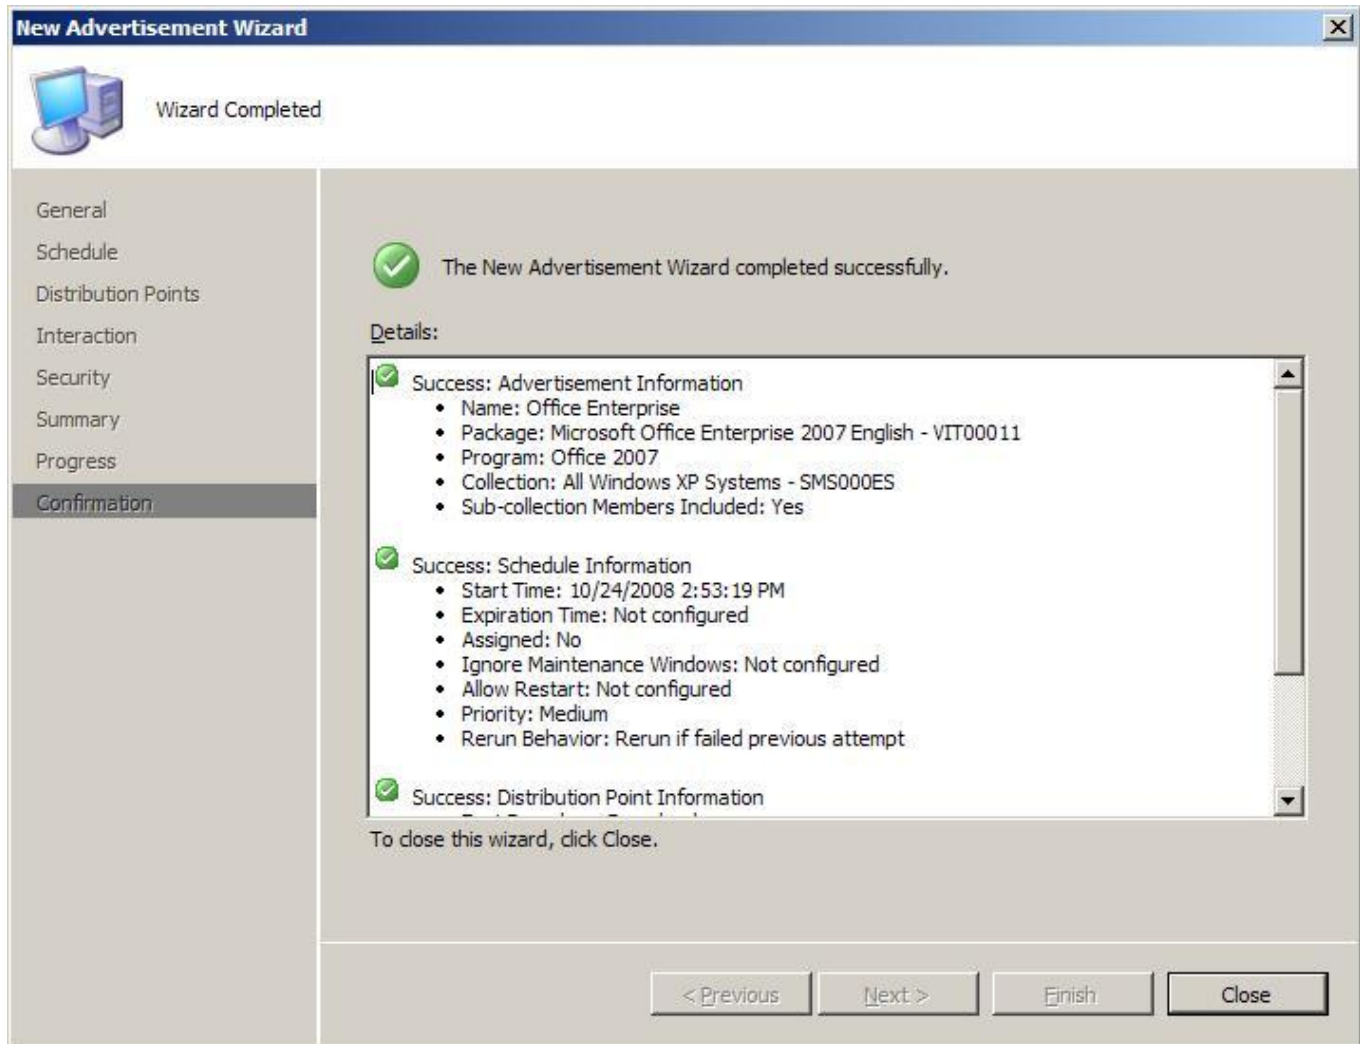 New Advertisement Wizard
Wizard Completed
General
Schedule
Distribution Points
Interaction
Security
Summary
Progress
Confirmation
The New Advertisement Wizard completed successfully.
Details:
Success: Advertisement Information
• Name: Office Enterprise
• Package: Microsoft Office Enterprise 2007 English - VIT00011
• Program: Office 2007
• Collection: All Windows XP Systems - SMS000ES
• Sub-collection Members Included: Yes
Success: Schedule Information
• Start Time: 10/24/2008 2:53:19 PM
• Expiration Time: Not configured
• Assigned: No
• Ignore Maintenance Windows: Not configured
• Allow Restart: Not configured
• Priority: Medium
• Rerun Behavior: Rerun if failed previous attempt
Success: Distribution Point Information
To close this wizard, click Close.
< Previous
Next >
Finish
Close